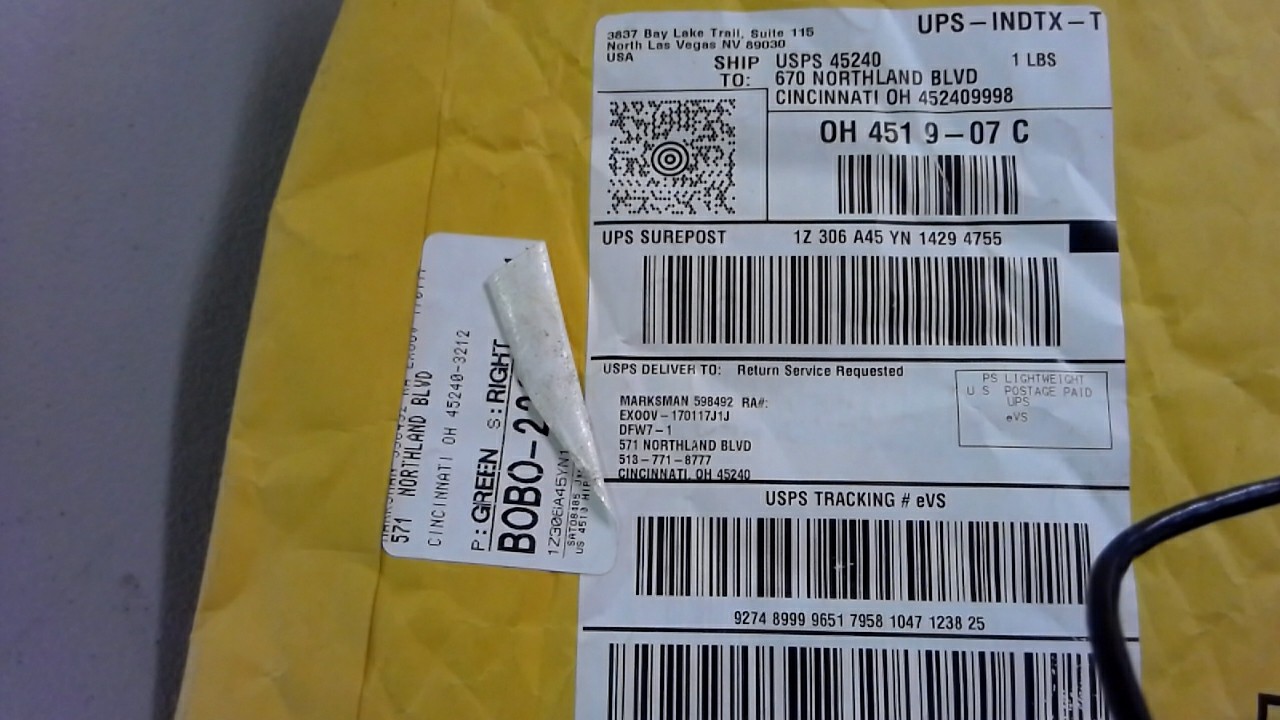 UPS-INDTX-T
3837 Bay Lake Trail, Suite 115
North Las Vegas NV 89030
USA
SHIP TO:
USPS 45240
1 LBS
670 NORTHLAND BLVD
CINCINNATI OH 452409998
OH 451 9-07 C
UPS SUREPOST
1Z 306 A45 YN 1429 4755
USPS DELIVER TO: Return Service Requested
MARKSMAN 598492 RA#:
EXOOV-170117J1J
DFW7-1
571 NORTHLAND BLVD
513-771-8777
CINCINNATI, OH 45240
PS LIGHTWEIGHT
U S POSTAGE PAID
UPS
eVS
USPS TRACKING # eVS
9274 8999 9651 7958 1047 1238 25
571 NORTHLAND BLVD
CINCINNATI OH 45240-3212
P: GREEN S: RIGHT
BOBO-2
1Z306A45YN1
US 4513